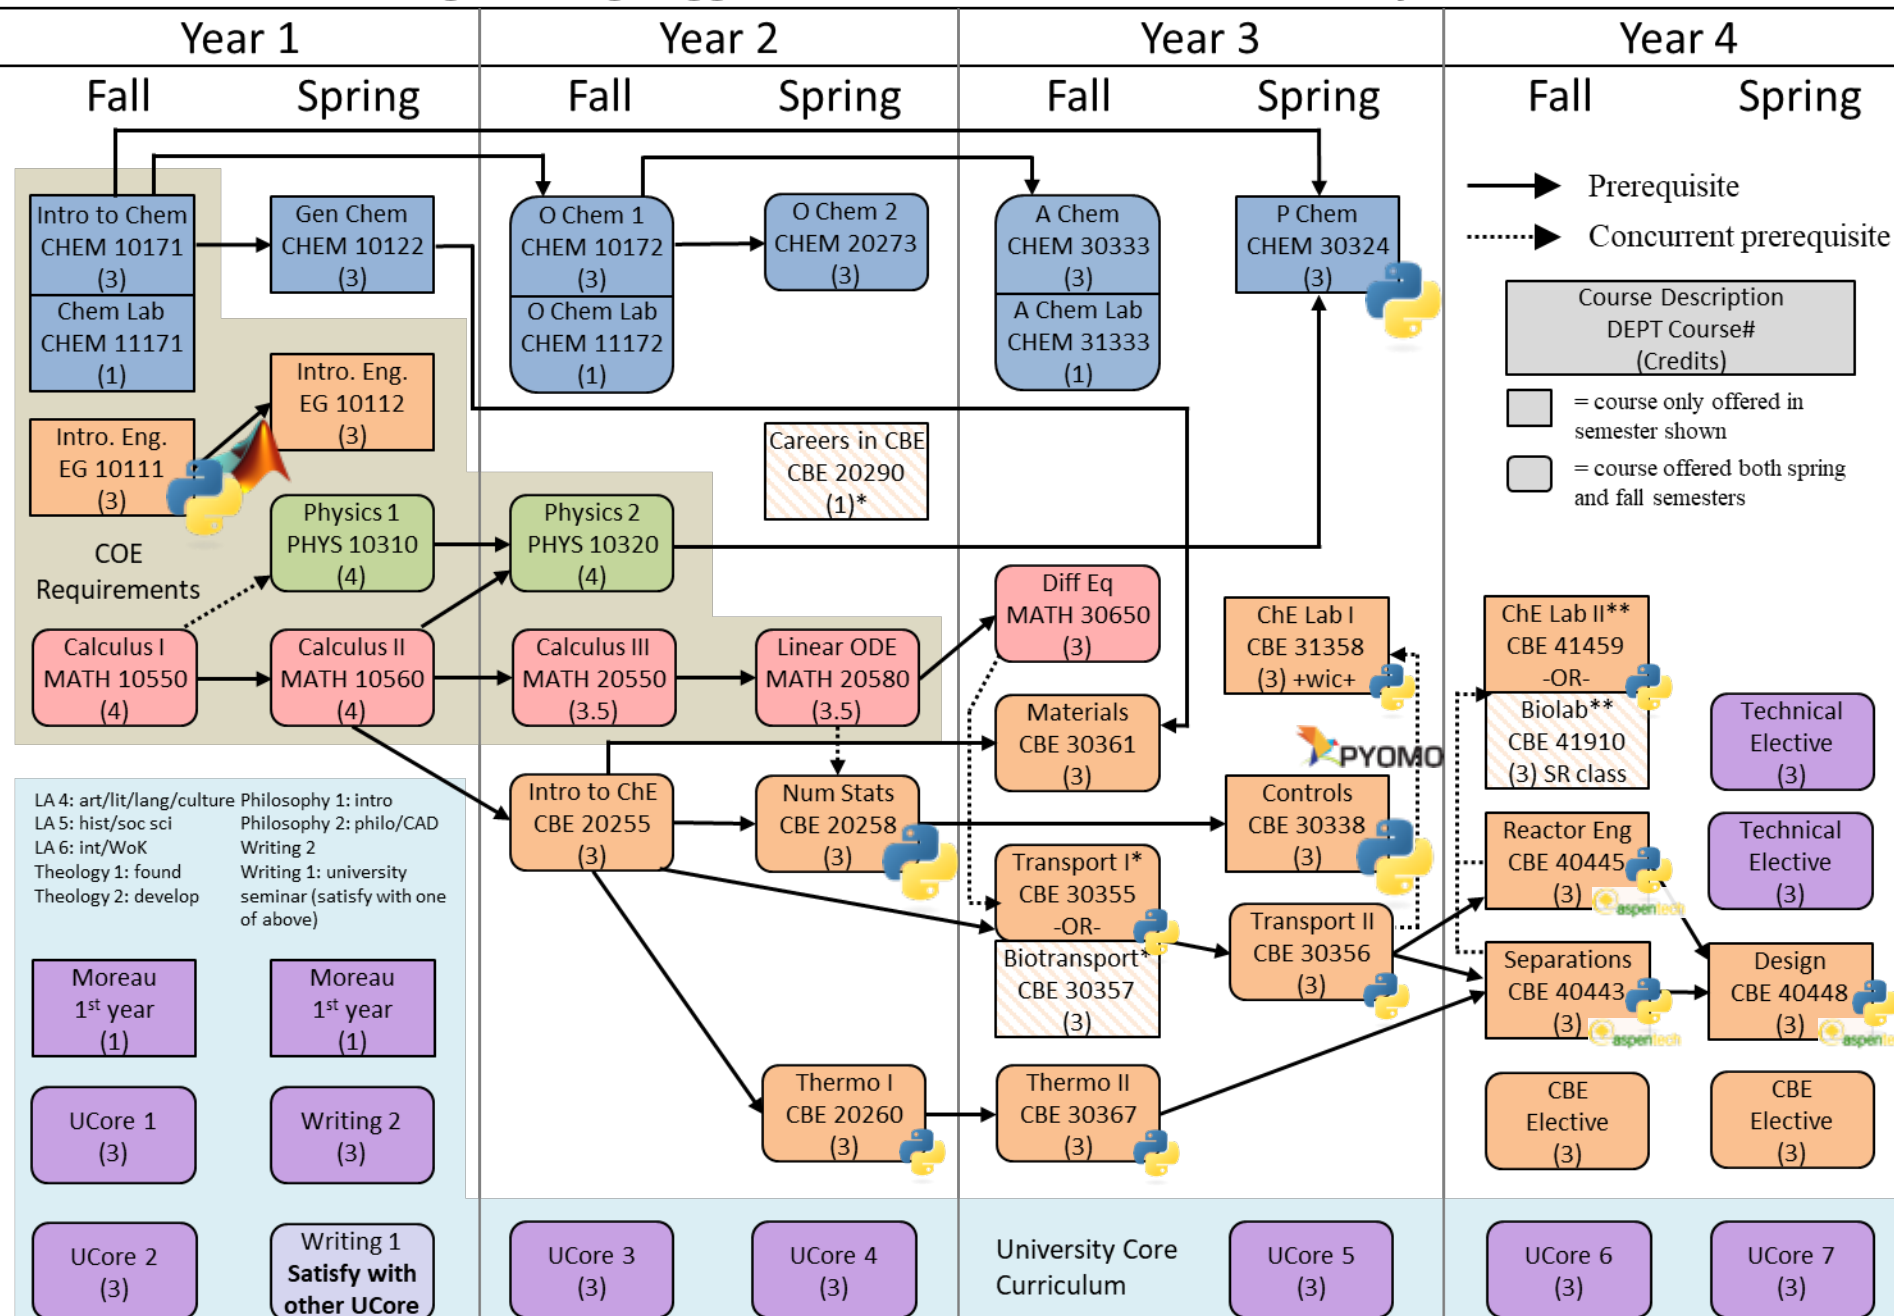 Year 1
Year 2
Year 3
Year 4
Fall
Spring
Fall
Spring
Fall
Spring
Fall
Spring
Intro to Chem
CHEM 10171
(3)
Chem Lab
CHEM 11171
(1)
Gen Chem
CHEM 10122
(3)
O Chem 1
CHEM 10172
(3)
O Chem Lab
CHEM 11172
(1)
O Chem 2
CHEM 20273
(3)
A Chem
CHEM 30333
(3)
A Chem Lab
CHEM 31333
(1)
P Chem
CHEM 30324
(3)
Prerequisite
Concurrent prerequisite
Course Description
DEPT Course#
(Credits)
= course only offered in
semester shown
= course offered both spring
and fall semesters
Intro. Eng.
EG 10111
(3)
Intro. Eng.
EG 10112
(3)
Careers in CBE
CBE 20290
(1)*
COE
Requirements
Physics 1
PHYS 10310
(4)
Physics 2
PHYS 10320
(4)
Calculus I
MATH 10550
(4)
Calculus II
MATH 10560
(4)
Calculus III
MATH 20550
(3.5)
Linear ODE
MATH 20580
(3.5)
Diff Eq
MATH 30650
(3)
Materials
CBE 30361
(3)
ChE Lab I
CBE 31358
(3) +wic+
PYOMO
ChE Lab II**
CBE 41459
-OR-
Biolab**
CBE 41910
(3) SR class
Technical
Elective
(3)
LA 4: art/lit/lang/culture
LA 5: hist/soc sci
LA 6: int/WoK
Theology 1: found
Theology 2: develop
Philosophy 1: intro
Philosophy 2: philo/CAD
Writing 2
Writing 1: university
seminar (satisfy with one
of above)
Intro to ChE
CBE 20255
(3)
Num Stats
CBE 20258
(3)
Transport I*
CBE 30355
-OR-
Biotransport*
CBE 30357
(3)
Controls
CBE 30338
(3)
Transport II
CBE 30356
(3)
Reactor Eng
CBE 40445
(3)
aspentech
Technical
Elective
(3)
Separations
CBE 40443
(3)
aspentech
Design
CBE 40448
(3)
aspente
Moreau
1st year
(1)
Moreau
1st year
(1)
Thermo I
CBE 20260
(3)
Thermo II
CBE 30367
(3)
CBE
Elective
(3)
CBE
Elective
(3)
UCore 1
(3)
Writing 2
(3)
UCore 2
(3)
Writing 1
Satisfy with
other UCore
UCore 3
(3)
UCore 4
(3)
University Core
Curriculum
UCore 5
(3)
UCore 6
(3)
UCore 7
(3)